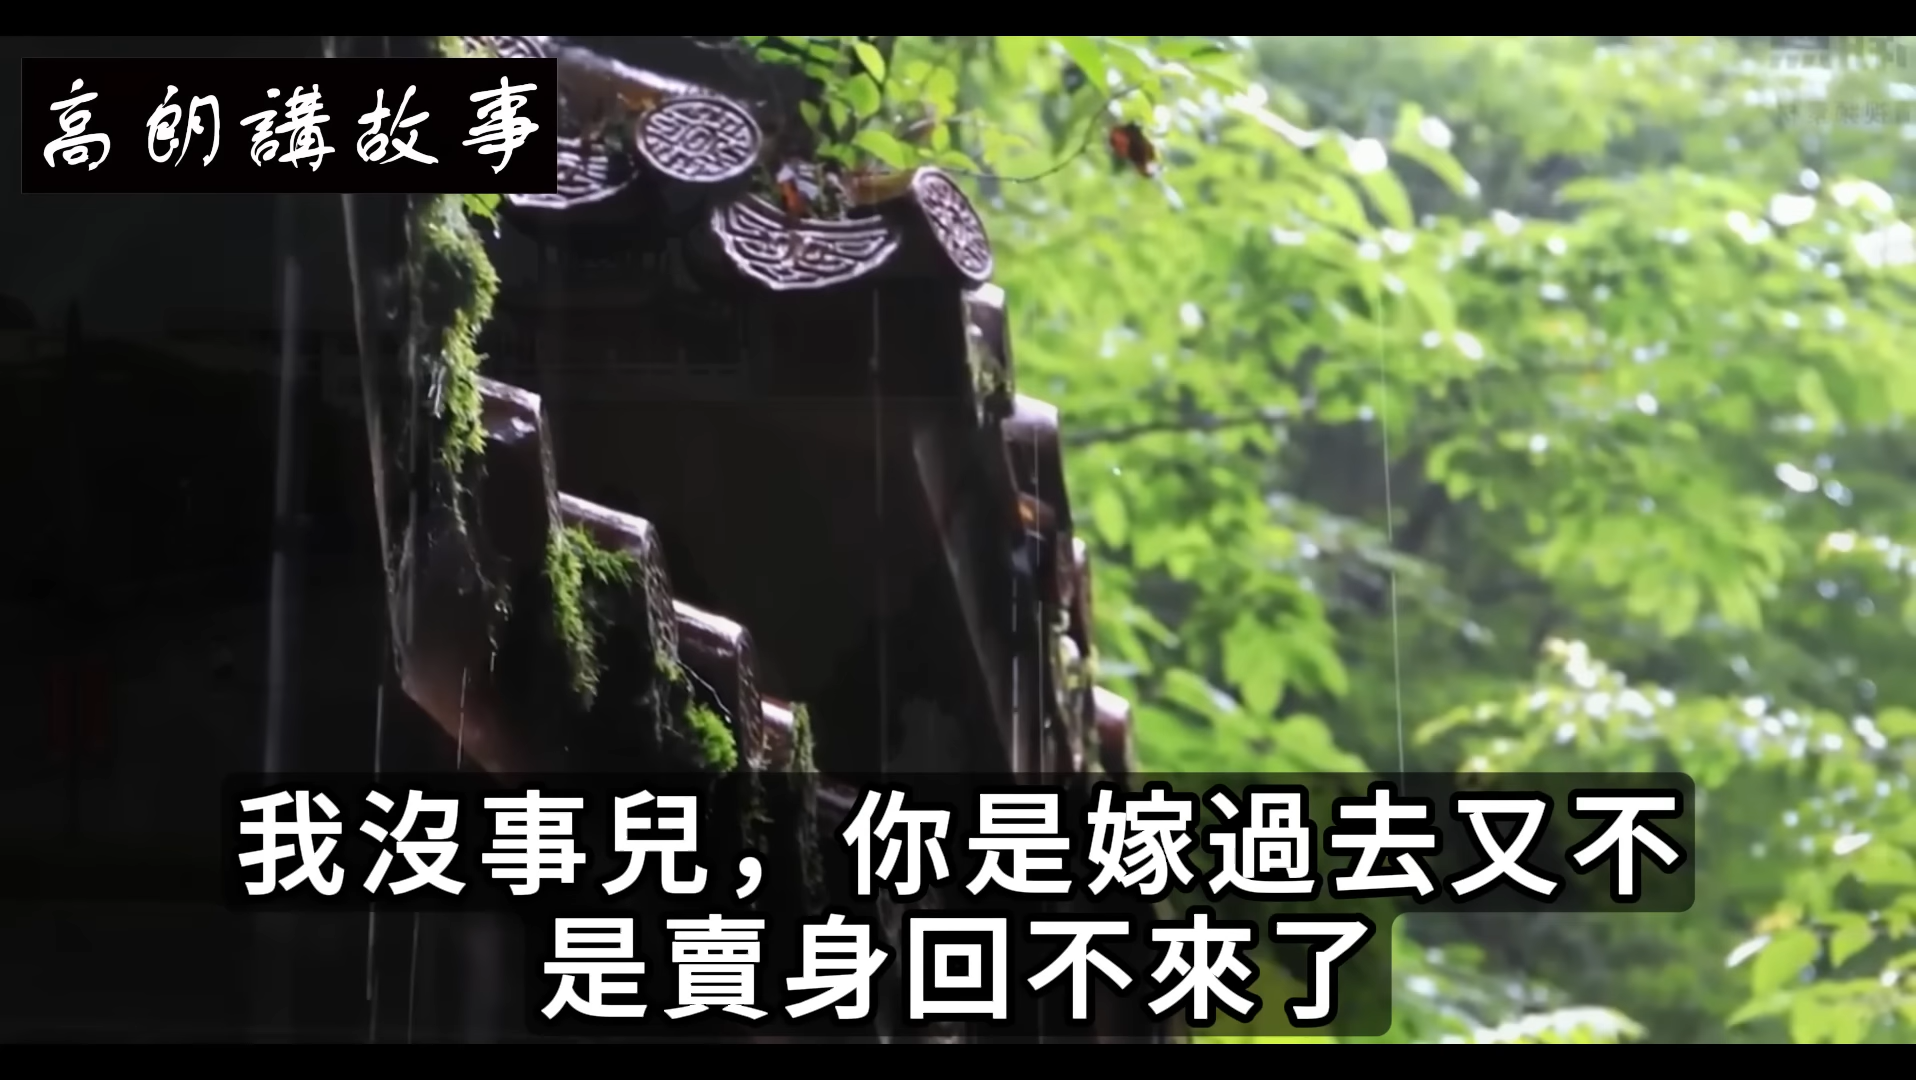 高朗講故事
我沒事兒，你是嫁過去又不
是賣身回不來了